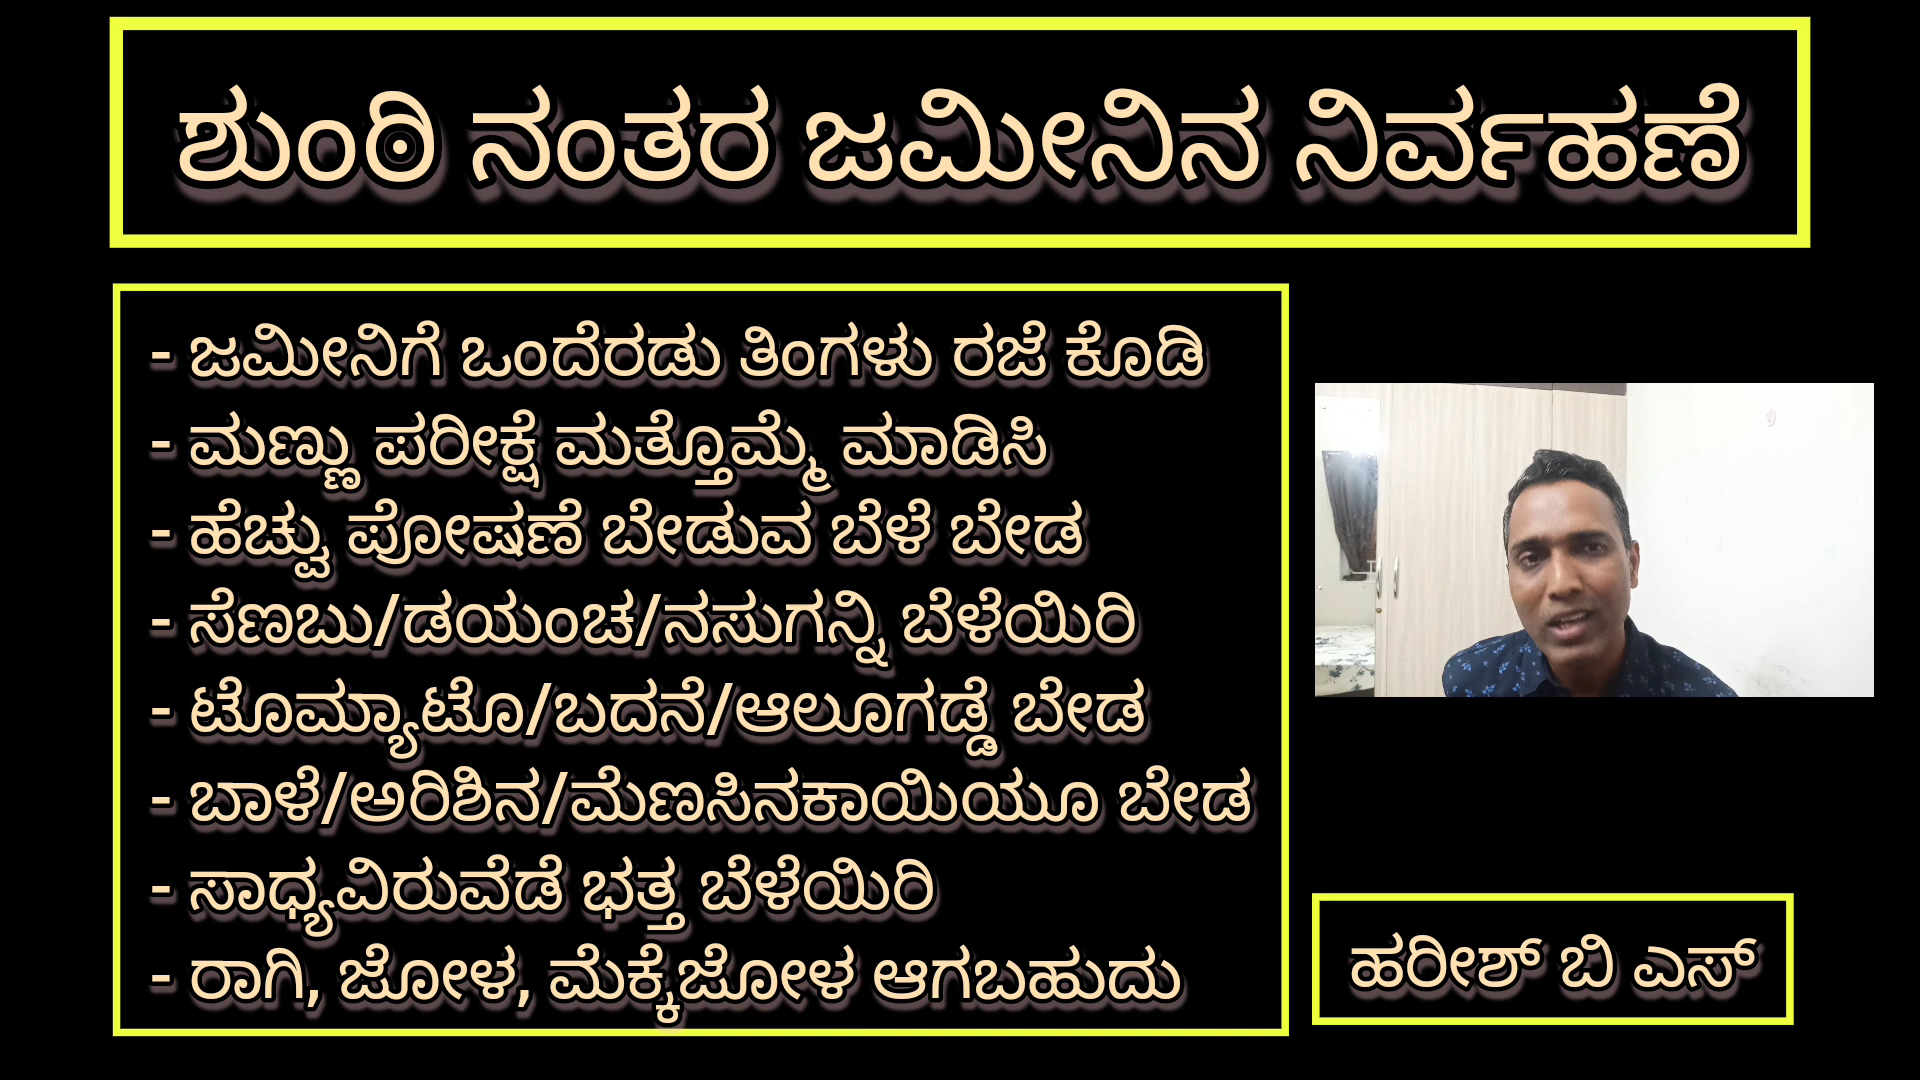 ಶುಂಠಿ ನಂತರ ಜಮೀನಿನ ನಿರ್ವಹಣೆ
- ಜಮೀನಿಗೆ ಒಂದೆರಡು ತಿಂಗಳು ರಜೆ ಕೊಡಿ
- ಮಣ್ಣು ಪರೀಕ್ಷೆ ಮತ್ತೊಮ್ಮೆ ಮಾಡಿಸಿ
- ಹೆಚ್ವು ಪೋಷಣೆ ಬೇಡುವ ಬೆಳೆ ಬೇಡ
- ಸೆಣಬು/ಡಯಂಚ/ನಸುಗನ್ನಿ ಬೆಳೆಯಿರಿ
- ಟೊಮ್ಯಾಟೊ/ಬದನೆ/ಆಲೂಗಡ್ಡೆ ಬೇಡ
- ಬಾಳೆ/ಅರಿಶಿನ/ಮೆಣಸಿನಕಾಯಿಯೂ ಬೇಡ
- ಸಾಧ್ಯವಿರುವೆಡೆ ಭತ್ತ ಬೆಳೆಯಿರಿ
- ರಾಗಿ, ಜೋಳ, ಮೆಕ್ಕೆಜೋಳ ಆಗಬಹುದು
ಹರೀಶ್ ಬಿ ಎಸ್